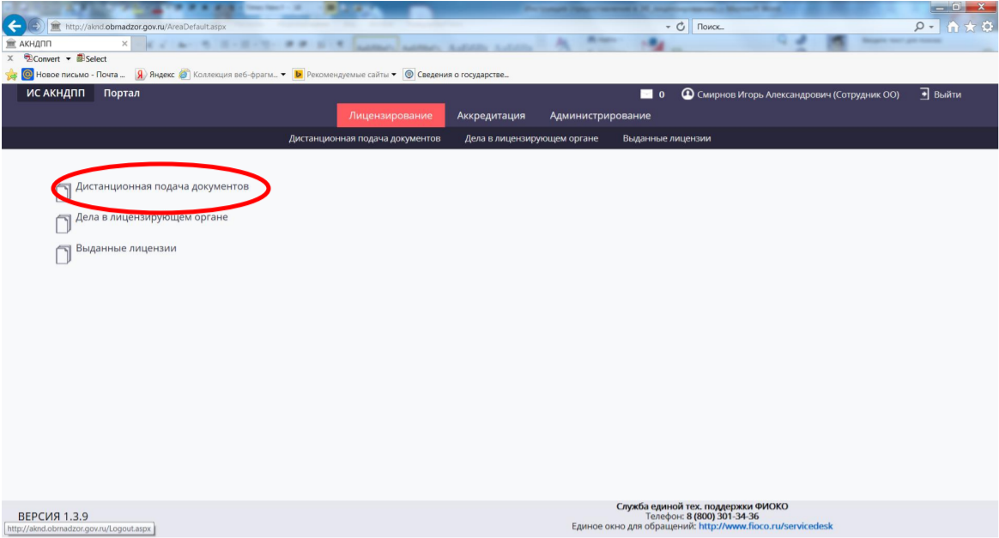 http://aknd.obrnadzor.gov.ru/AreaDefault.aspx
Поиск...
АКНДПП
x Convert Select
Новое письмо - Почта ... Яндекс Коллекция веб-фрагм... Рекомендуемые сайты Сведения о государстве...
ИС АКНДПП Портал 0 Смирнов Игорь Александрович (Сотрудник ОО) Выйти
Лицензирование Аккредитация Администрирование
Дистанционная подача документов Дела в лицензирующем органе Выданные лицензии
Дистанционная подача документов
Дела в лицензирующем органе
Выданные лицензии
Служба единой тех. поддержки ФИОКО
ВЕРСИЯ 1.3.9
Телефон: 8 (800) 301-34-36
Единое окно для обращений: http://www.fioco.ru/servicedesk
http://aknd.obrnadzor.gov.ru/Logout.aspx